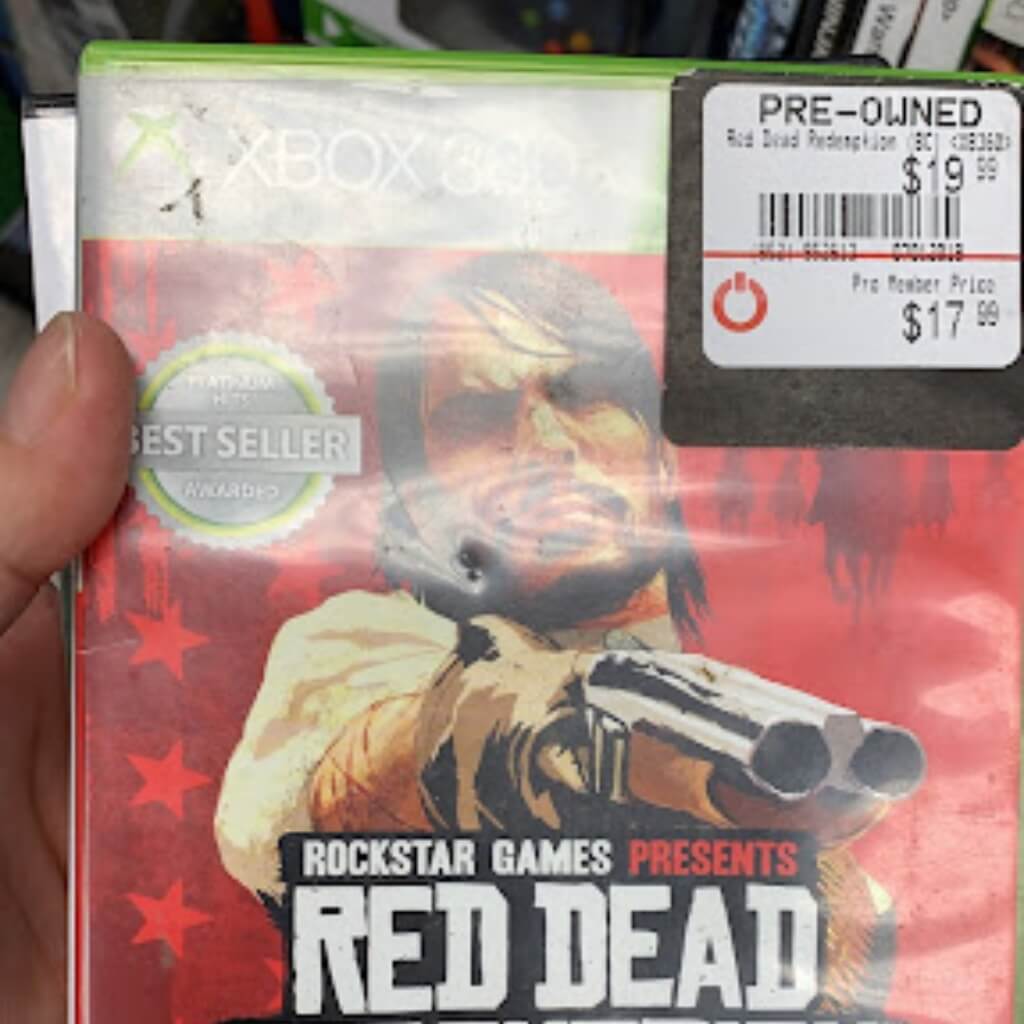 XBOX 3
PRE-OWNED
Red Dead Redemption (BC) <XB360>
$19 99
Pro Member Price
$17 99
PLATINUM
HITS
BEST SELLER
AWARDED
ROCKSTAR GAMES PRESENTS
RED DEAD